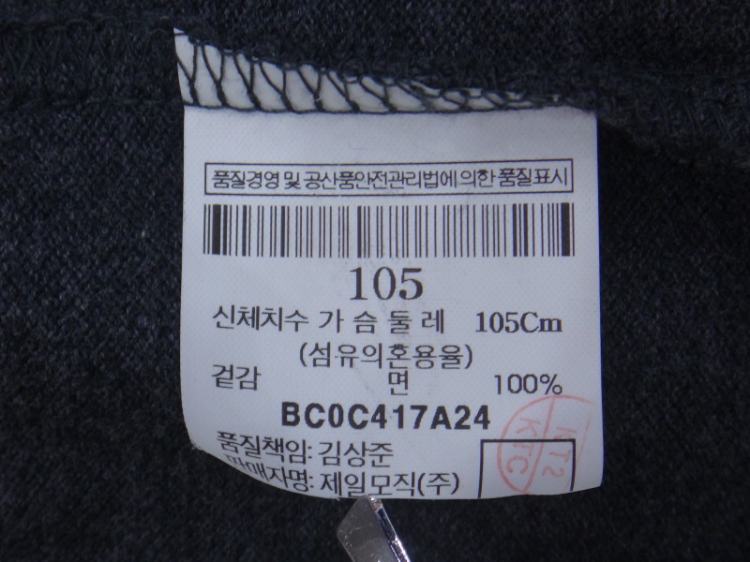 품질경영 및 공산품안전관리법에 의한 품질표시
105
신체치수 가 슴 둘 레 105Cm
(섬유의혼용율)
겉감 면 100%
BC0C417A24
품질책임: 김상준
판매자명: 제일모직(주)
KT2
KTC